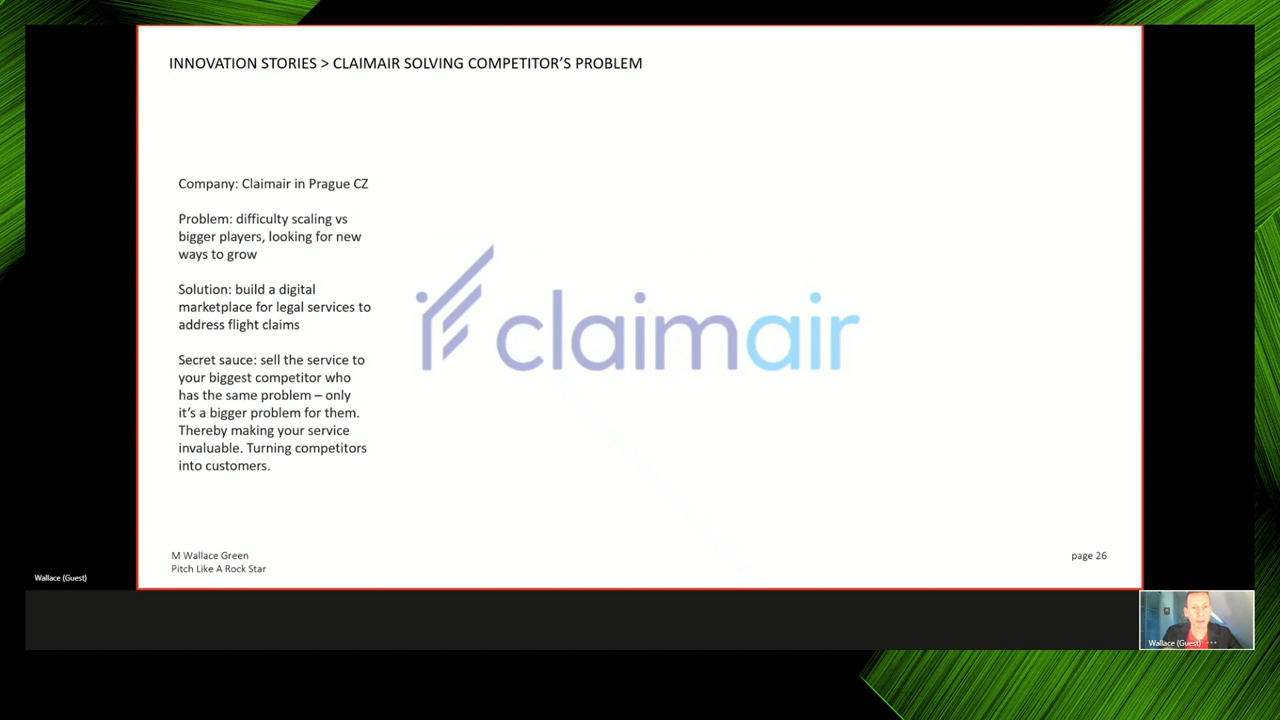 INNOVATION STORIES > CLAIMAIR SOLVING COMPETITOR'S PROBLEM
Company: Claimair in Prague CZ
Problem: difficulty scaling vs
bigger players, looking for new
ways to grow
Solution: build a digital
marketplace for legal services to
address flight claims
Secret sauce: sell the service to
your biggest competitor who
has the same problem – only
it's a bigger problem for them.
Thereby making your service
invaluable. Turning competitors
into customers.
claimair
M Wallace Green
Pitch Like A Rock Star
page 26
Wallace (Guest)
Wallace (Guest)